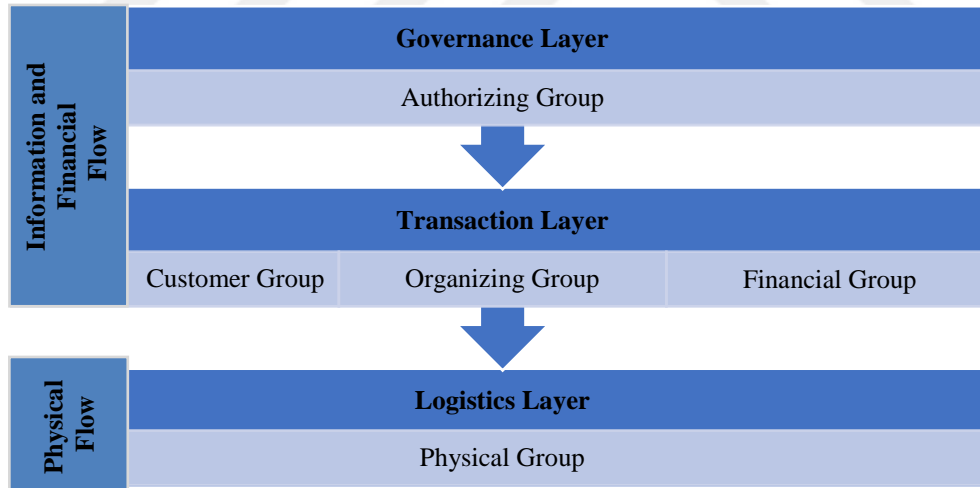 Information and
Financial
Flow
Governance Layer
Authorizing Group
Transaction Layer
Customer Group
Organizing Group
Financial Group
Physical
Flow
Logistics Layer
Physical Group